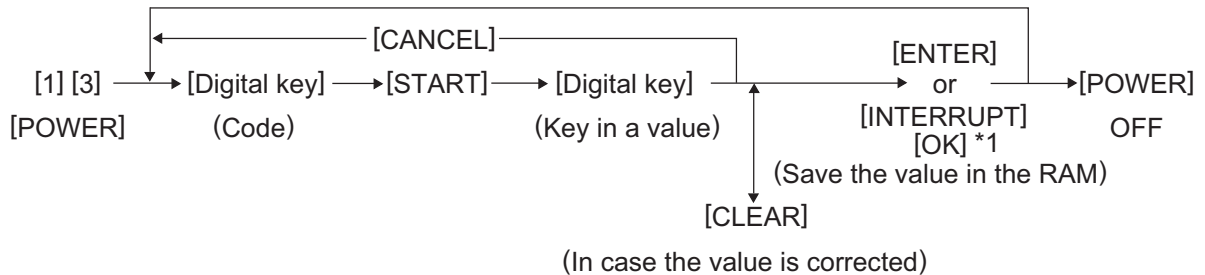 [CANCEL]
[1] [3]
[POWER]
[Digital key]
(Code)
[START]
[Digital key]
(Key in a value)
[ENTER]
or
[INTERRUPT]
[OK] *1
(Save the value in the RAM)
[POWER]
OFF
[CLEAR]
(In case the value is corrected)